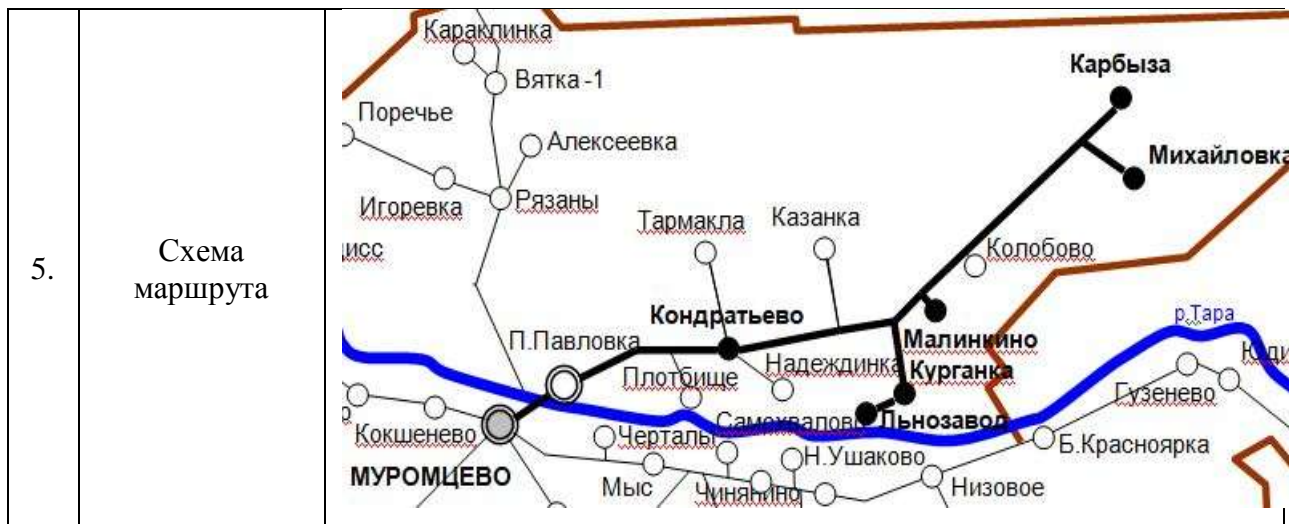 5.
Схема
маршрута
Караклинка
Вятка -1
Карбыза
Поречье
Алексеевка
Михайловка
Игоревка
Рязаны
Тармакла
Казанка
Колобово
Кондратьево
р.Тара
П.Павловка
Малинкино
Плотбище
Надеждинка
Курганка
Гузенево
Кокшенево
Черталы
Льнозавод
Б.Красноярка
Н.Ушаково
МУРОМЦЕВО
Мыс
Чинянино
Низовое